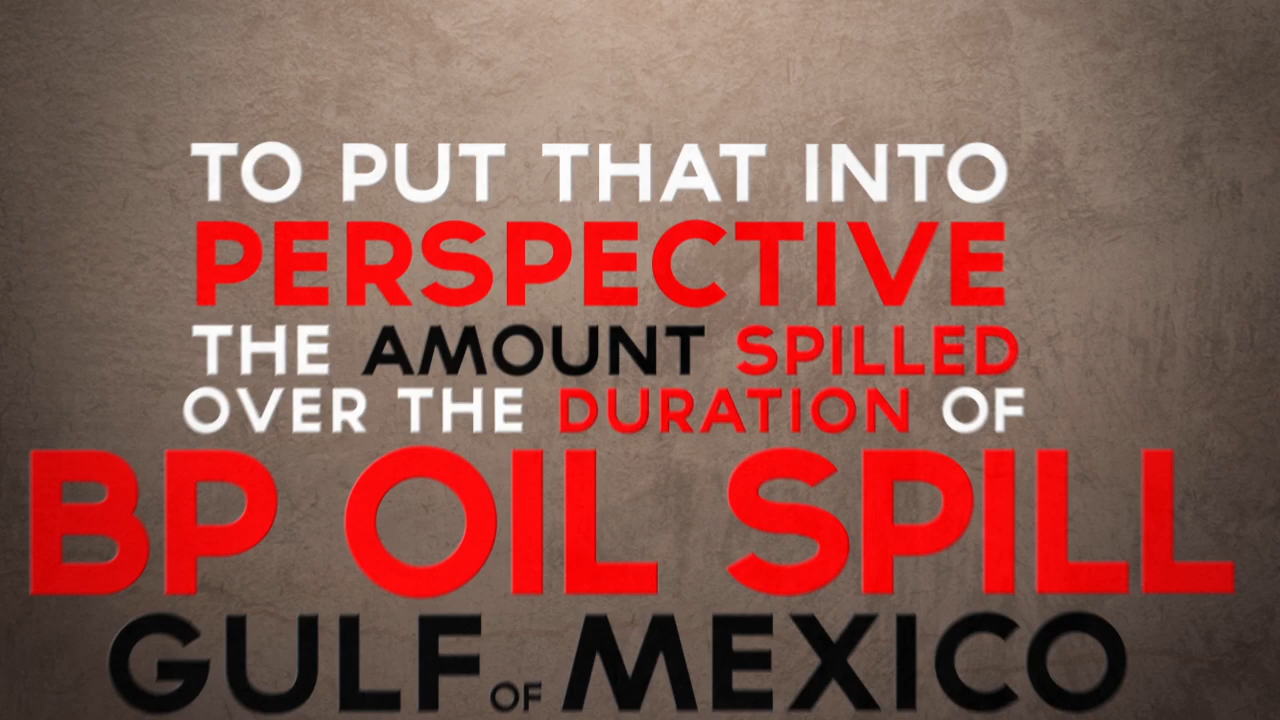 TO PUT THAT INTO
PERSPECTIVE
THE AMOUNT SPILLED
OVER THE DURATION OF
BP OIL SPILL
GULF OF MEXICO